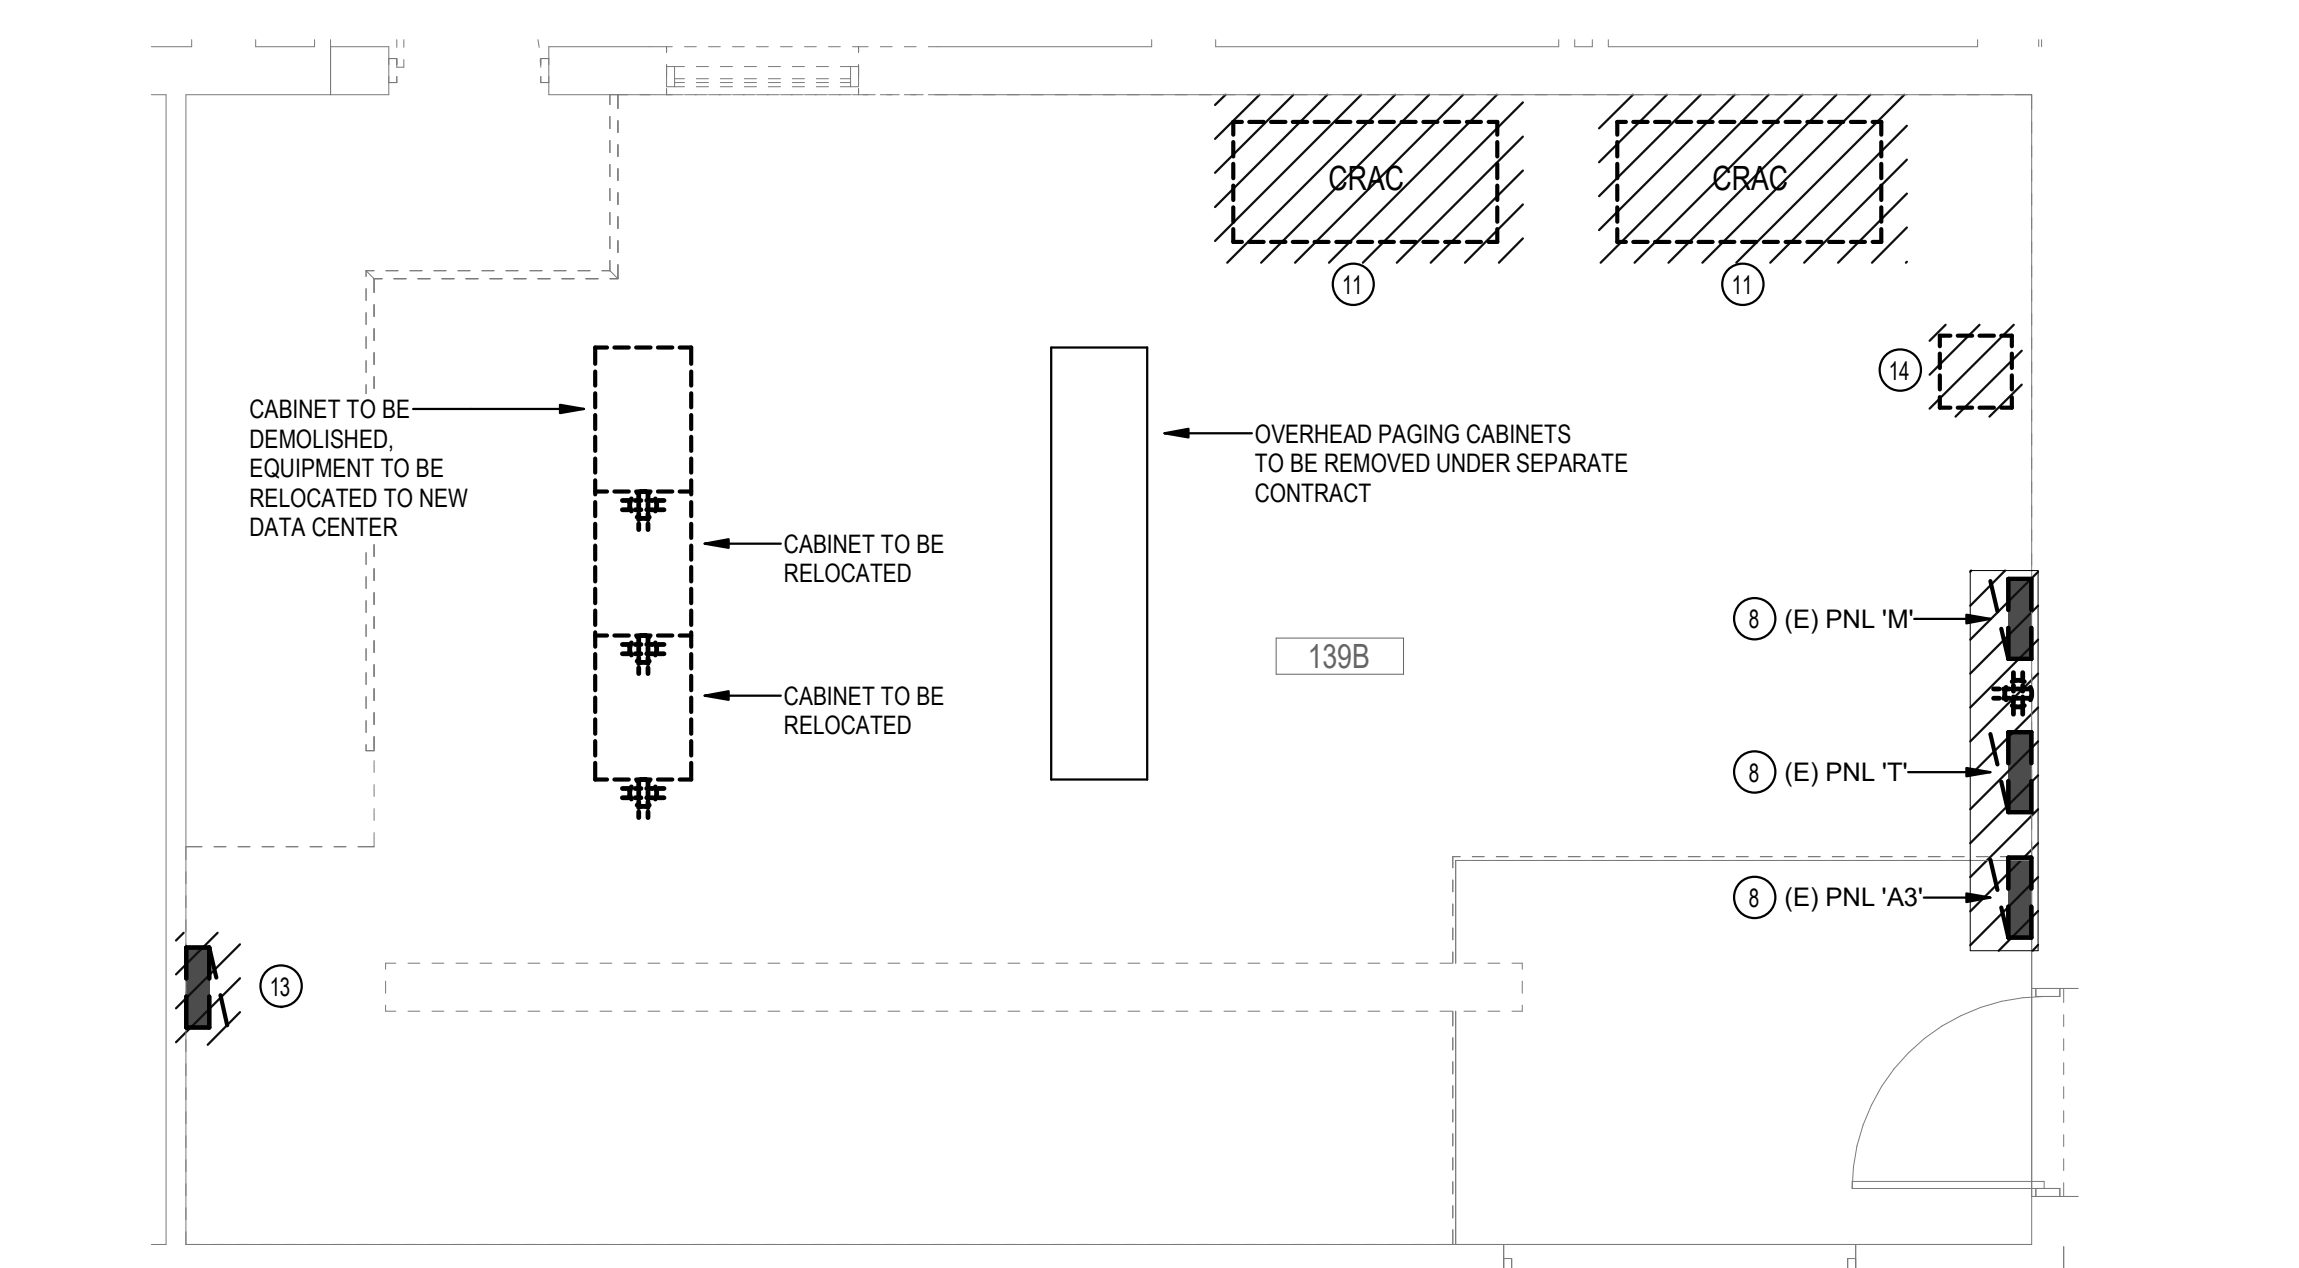 CRAC
CRAC
11
11
14
CABINET TO BE
DEMOLISHED,
EQUIPMENT TO BE
RELOCATED TO NEW
DATA CENTER
OVERHEAD PAGING CABINETS
TO BE REMOVED UNDER SEPARATE
CONTRACT
CABINET TO BE
RELOCATED
8 (E) PNL 'M'
139B
CABINET TO BE
RELOCATED
8 (E) PNL 'T'
8 (E) PNL 'A3'
13